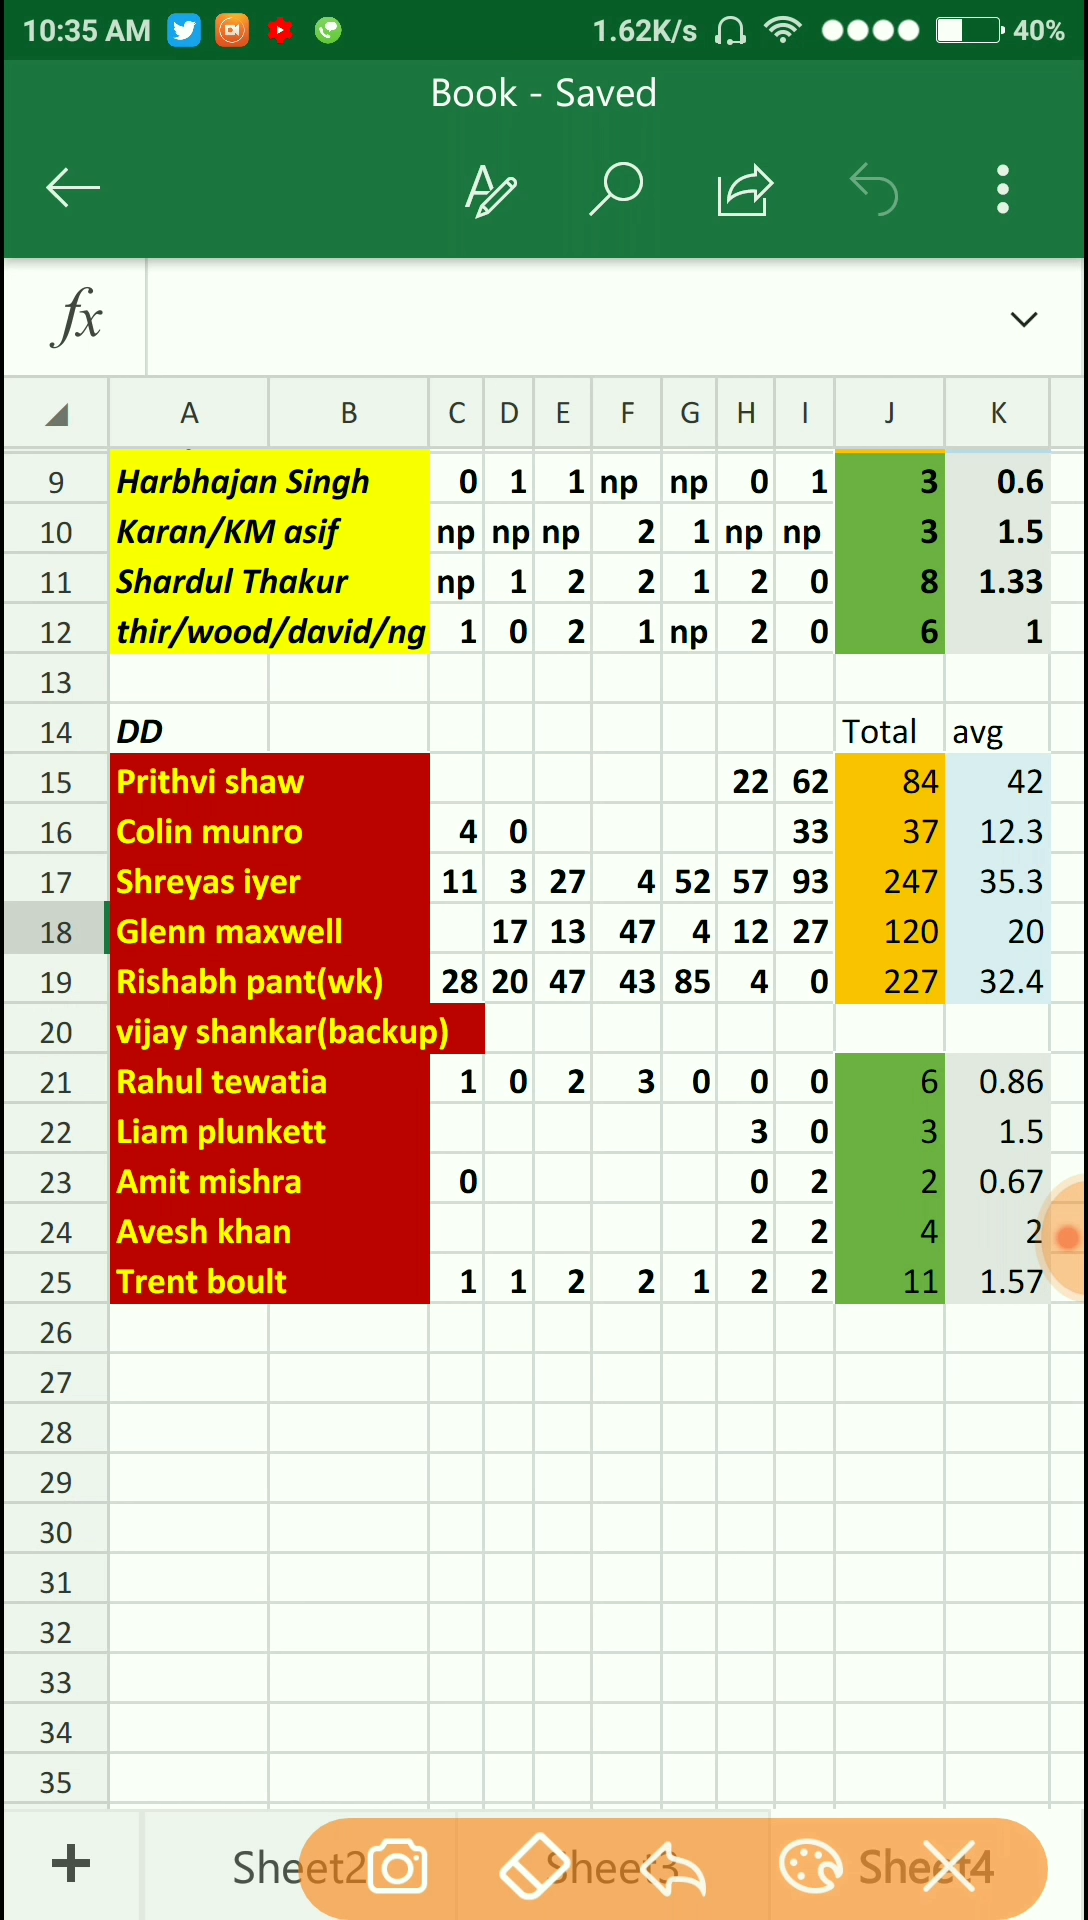 10:35 AM 1.62K/s 40%
Book - Saved
fx
A B C D E F G H I J K
9 Harbhajan Singh 0 1 1 np np 0 1 3 0.6
10 Karan/KM asif np np np 2 1 np np 3 1.5
11 Shardul Thakur np 1 2 2 1 2 0 8 1.33
12 thir/wood/david/ng 1 0 2 1 np 2 0 6 1
13
14 DD Total avg
15 Prithvi shaw 22 62 84 42
16 Colin munro 4 0 33 37 12.3
17 Shreyas iyer 11 3 27 4 52 57 93 247 35.3
18 Glenn maxwell 17 13 47 4 12 27 120 20
19 Rishabh pant(wk) 28 20 47 43 85 4 0 227 32.4
20 vijay shankar(backup)
21 Rahul tewatia 1 0 2 3 0 0 0 6 0.86
22 Liam plunkett 3 0 3 1.5
23 Amit mishra 0 0 2 2 0.67
24 Avesh khan 2 2 4 2
25 Trent boult 1 1 2 2 1 2 2 11 1.57
26
27
28
29
30
31
32
33
34
35
+ Sheet2 Sheet3 Sheet4